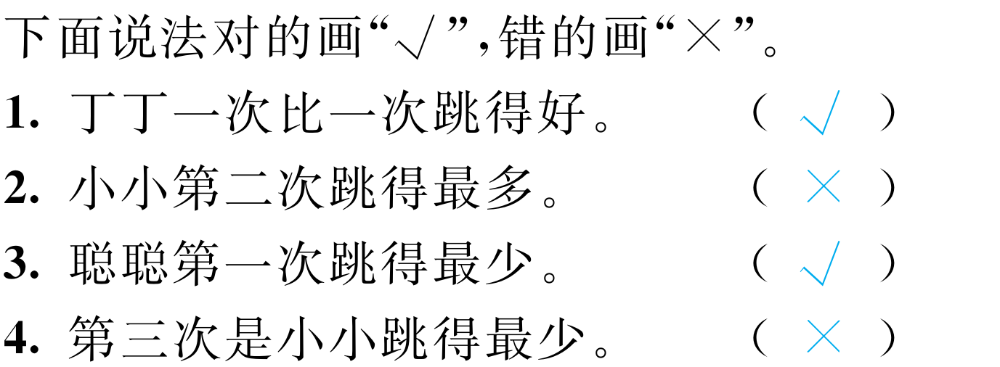 下面说法对的画“√”,错的画“×”。
1. 丁丁一次比一次跳得好。 ( √ )
2. 小小第二次跳得最多。 ( × )
3. 聪聪第一次跳得最少。 ( √ )
4. 第三次是小小跳得最少。 ( × )